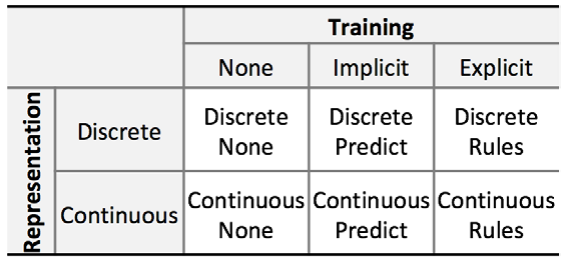 Training
None Implicit Explicit
Representation
Discrete
Discrete None
Discrete Predict
Discrete Rules
Continuous
Continuous None
Continuous Predict
Continuous Rules